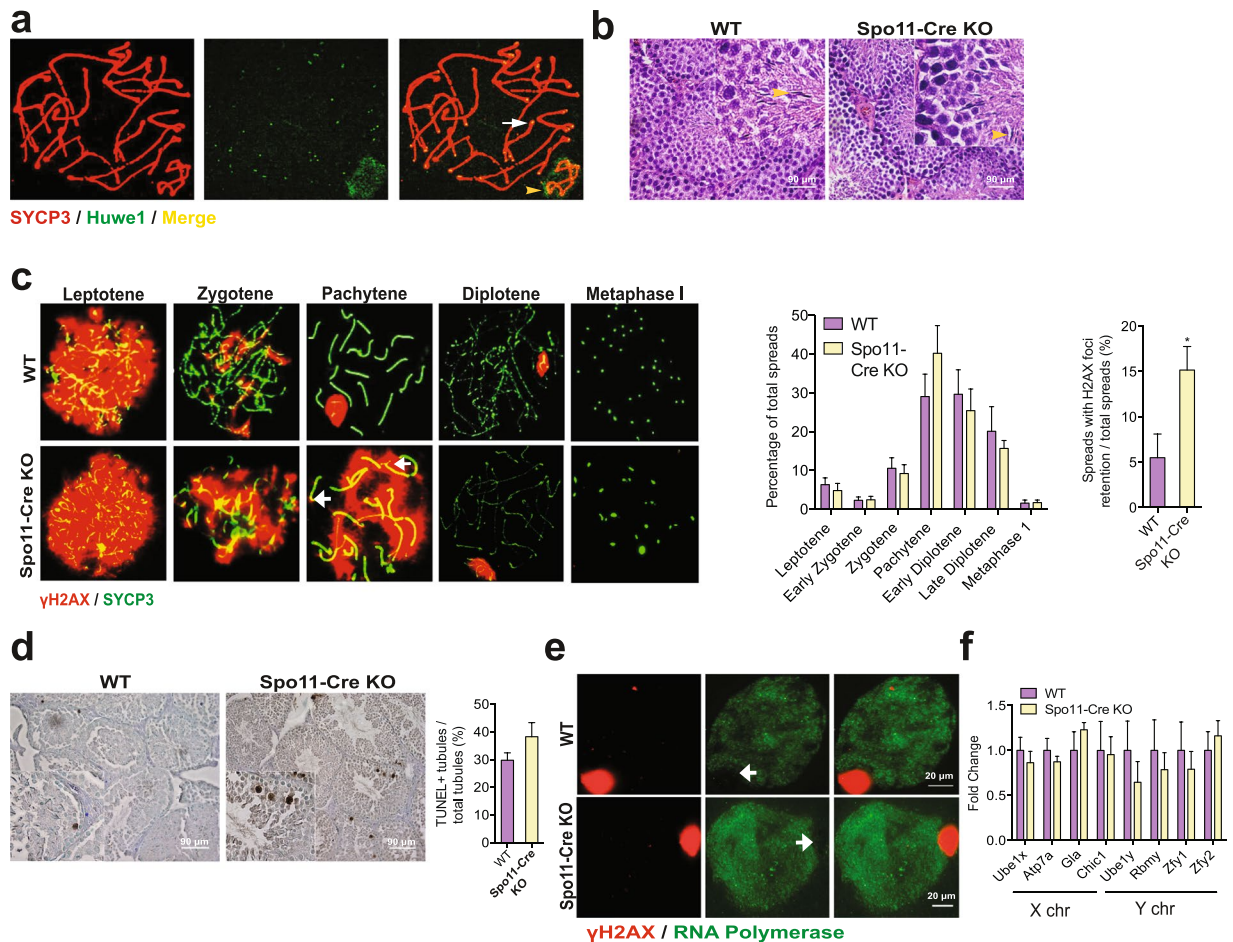 a
SYCP3 / Huwe1 / Merge
b
WT
Spo11-Cre KO
90 µm
90 µm
c
Leptotene
Zygotene
Pachytene
Diplotene
Metaphase I
WT
Spo11-Cre KO
γH2AX / SYCP3
Percentage of total spreads
50
40
30
20
10
0
WT
Spo11-
Cre KO
Leptotene
Early Zygotene
Zygotene
Pachytene
Early Diplotene
Late Diplotene
Metaphase 1
Spreads with H2AX foci
retention / total spreads (%)
20
15
10
5
0
*
WT
Spo11-Cre
KO
d
WT
Spo11-Cre KO
90 µm
90 µm
TUNEL+ tubules /
total tubules (%)
50
40
30
20
10
0
WT
Spo11-Cre
KO
e
WT
Spo11-Cre KO
20 µm
20 µm
γH2AX / RNA Polymerase
f
WT
Spo11-Cre KO
Fold Change
1.5
1.0
0.5
0.0
Ube1x
Atp7a
Gla
Chic1
Ube1y
Rbmy
Zfy1
Zfy2
X chr
Y chr